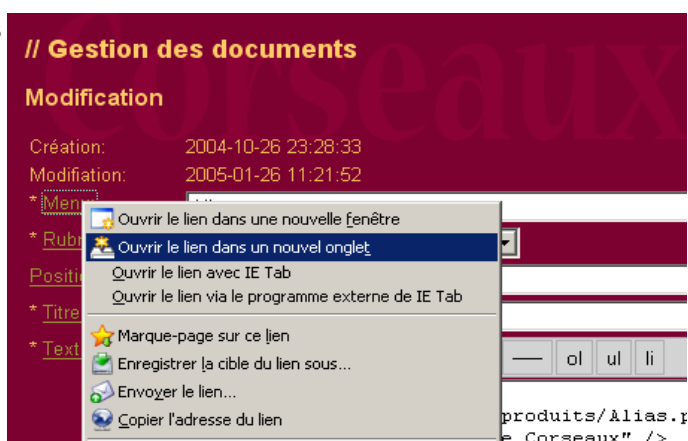 Corseaux
// Gestion des documents
Modification
Création: 2004-10-26 23:28:33
Modifiation: 2005-01-26 11:21:52
* Menu
Ouvrir le lien dans une nouvelle fenêtre
* Rubr
Ouvrir le lien dans un nouvel onglet
Positi
Ouvrir le lien avec IE Tab
Ouvrir le lien via le programme externe de IE Tab
* Titre
Marque-page sur ce lien
* Text
Enregistrer la cible du lien sous...
ol ul li
Envoyer le lien...
Copier l'adresse du lien
produits/Alias.p
e Corseaux" />